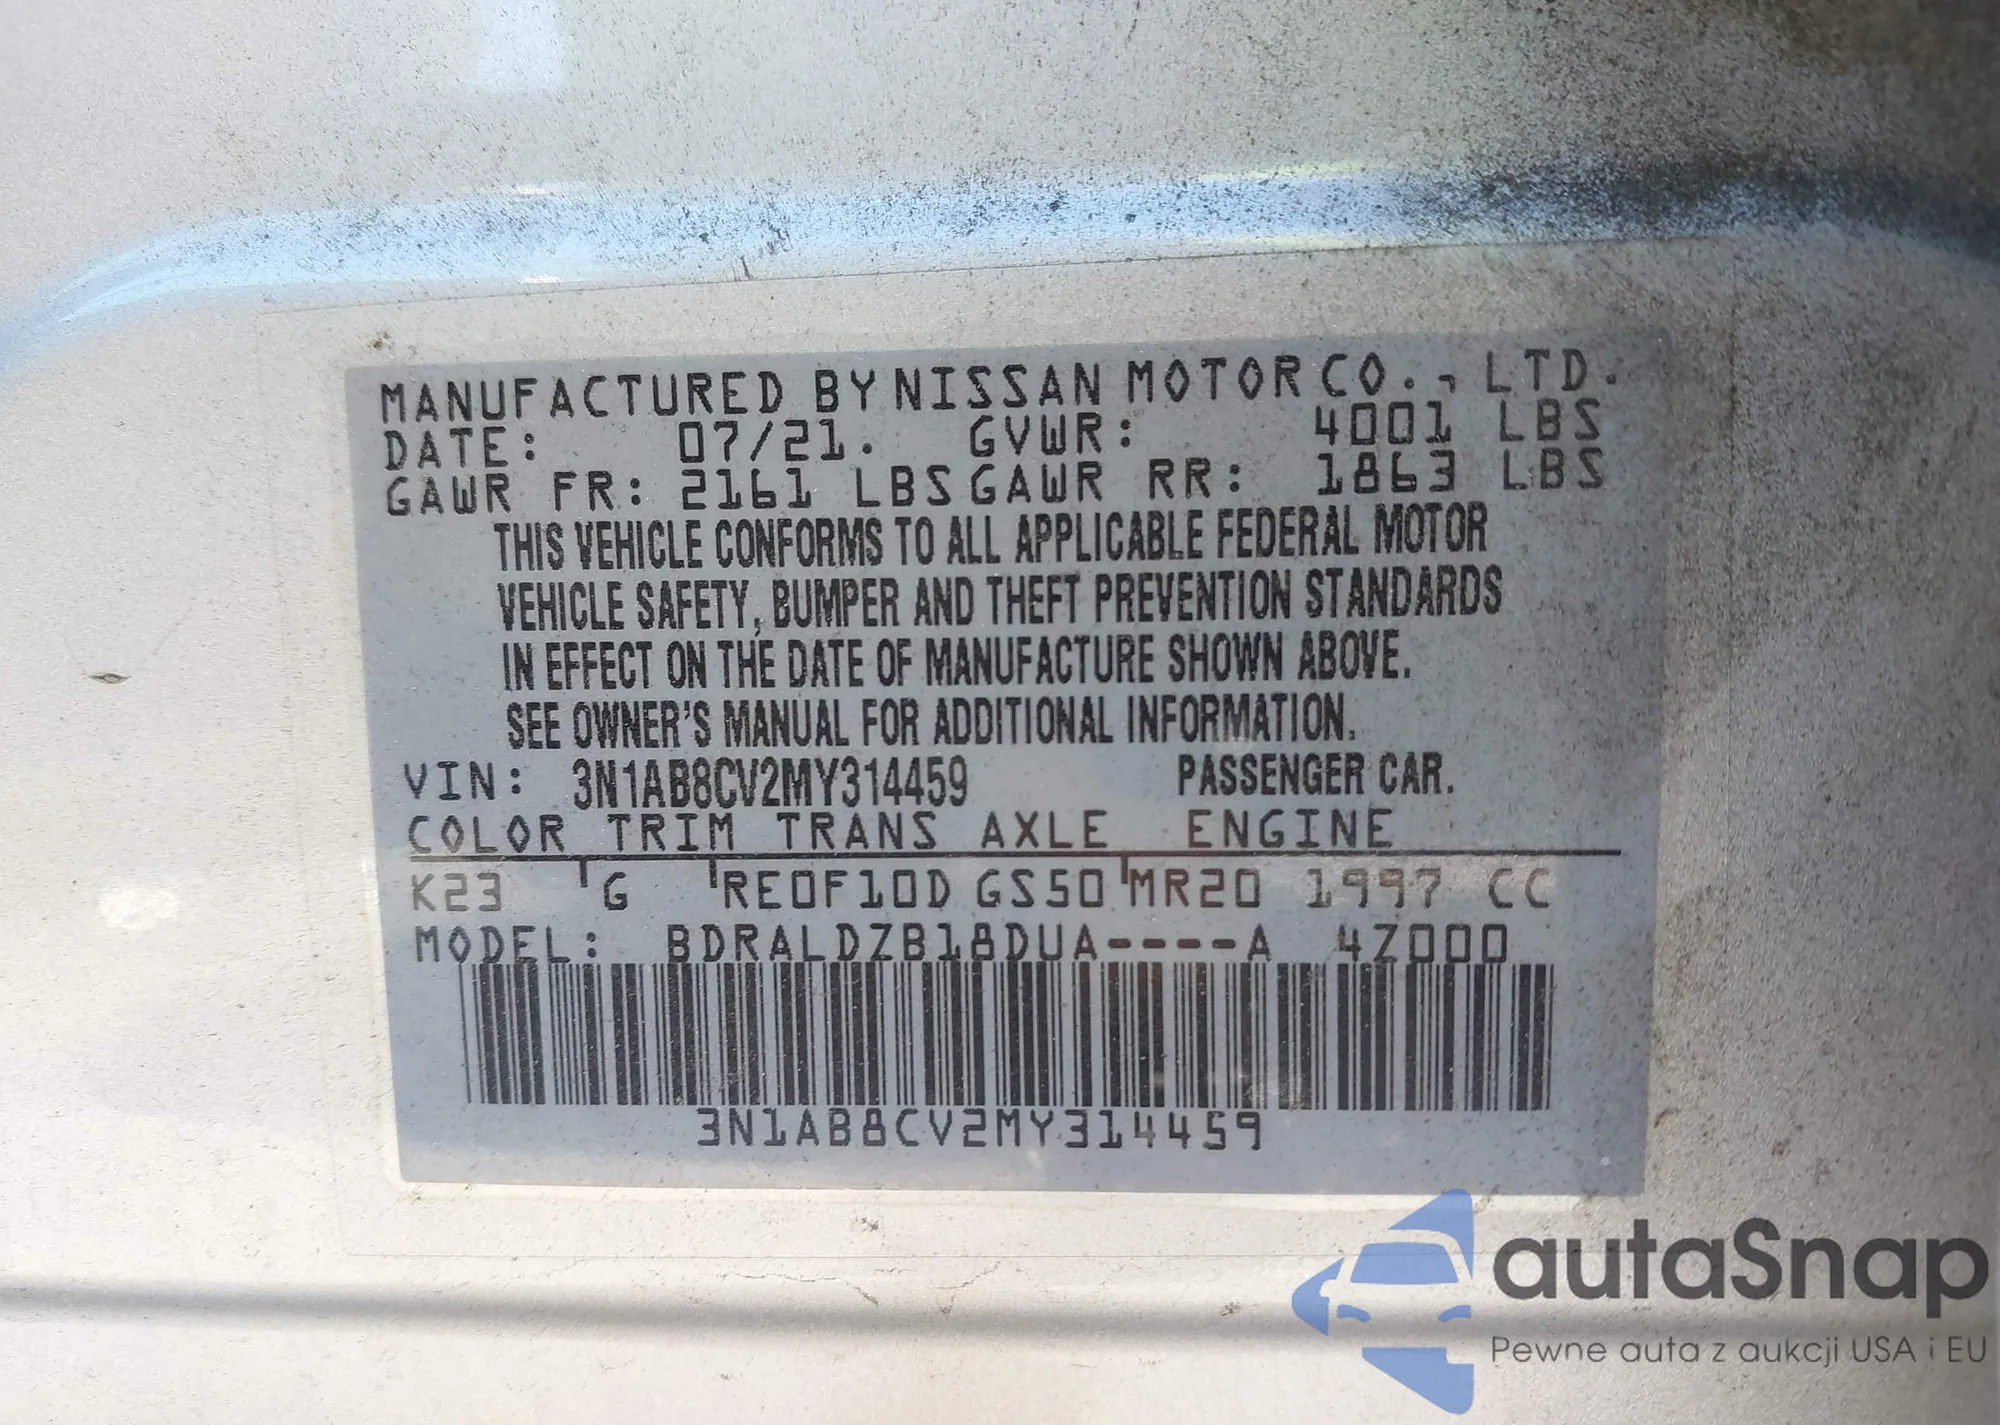 MANUFACTURED BY NISSAN MOTOR CO., LTD.
DATE: 07/21. GVWR: 4001 LBS
GAWR FR: 2161 LBS GAWR RR: 1863 LBS
THIS VEHICLE CONFORMS TO ALL APPLICABLE FEDERAL MOTOR
VEHICLE SAFETY, BUMPER AND THEFT PREVENTION STANDARDS
IN EFFECT ON THE DATE OF MANUFACTURE SHOWN ABOVE.
SEE OWNER'S MANUAL FOR ADDITIONAL INFORMATION.
VIN: 3N1AB8CV2MY314459 PASSENGER CAR.
COLOR TRIM TRANS AXLE ENGINE
K23 G RE0F10D GS50 MR20 1997 CC
MODEL: BDRALDZB18DUA----A 4Z000
3N1AB8CV2MY314459
autaSnap
Pewne auta z aukcji USA i EU